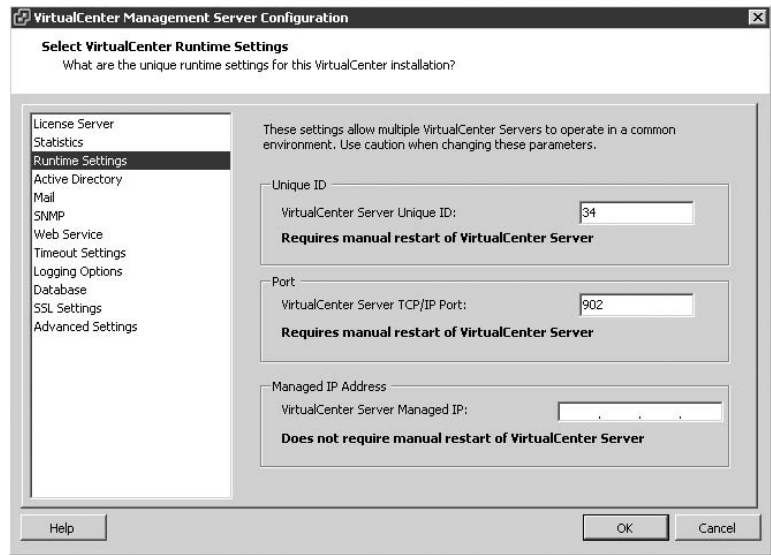 VirtualCenter Management Server Configuration
Select VirtualCenter Runtime Settings
What are the unique runtime settings for this VirtualCenter installation?
License Server
Statistics
Runtime Settings
Active Directory
Mail
SNMP
Web Service
Timeout Settings
Logging Options
Database
SSL Settings
Advanced Settings
These settings allow multiple VirtualCenter Servers to operate in a common
environment. Use caution when changing these parameters.
Unique ID
VirtualCenter Server Unique ID: 34
Requires manual restart of VirtualCenter Server
Port
VirtualCenter Server TCP/IP Port: 902
Requires manual restart of VirtualCenter Server
Managed IP Address
VirtualCenter Server Managed IP: . . .
Does not require manual restart of VirtualCenter Server
Help OK Cancel